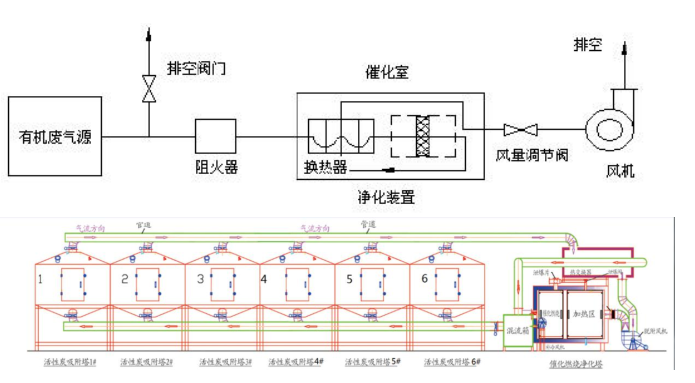 排空
排空阀门
催化室
有机废气源
阻火器
换热器
风量调节阀
风机
净化装置
气流方向
管道
气流方向
管道
1
2
3
4
5
6
混流箱
加热区
活性炭吸附塔1#
活性炭吸附塔2#
活性炭吸附塔3#
活性炭吸附塔4#
活性炭吸附塔5#
活性炭吸附塔6#
催化燃烧净化塔